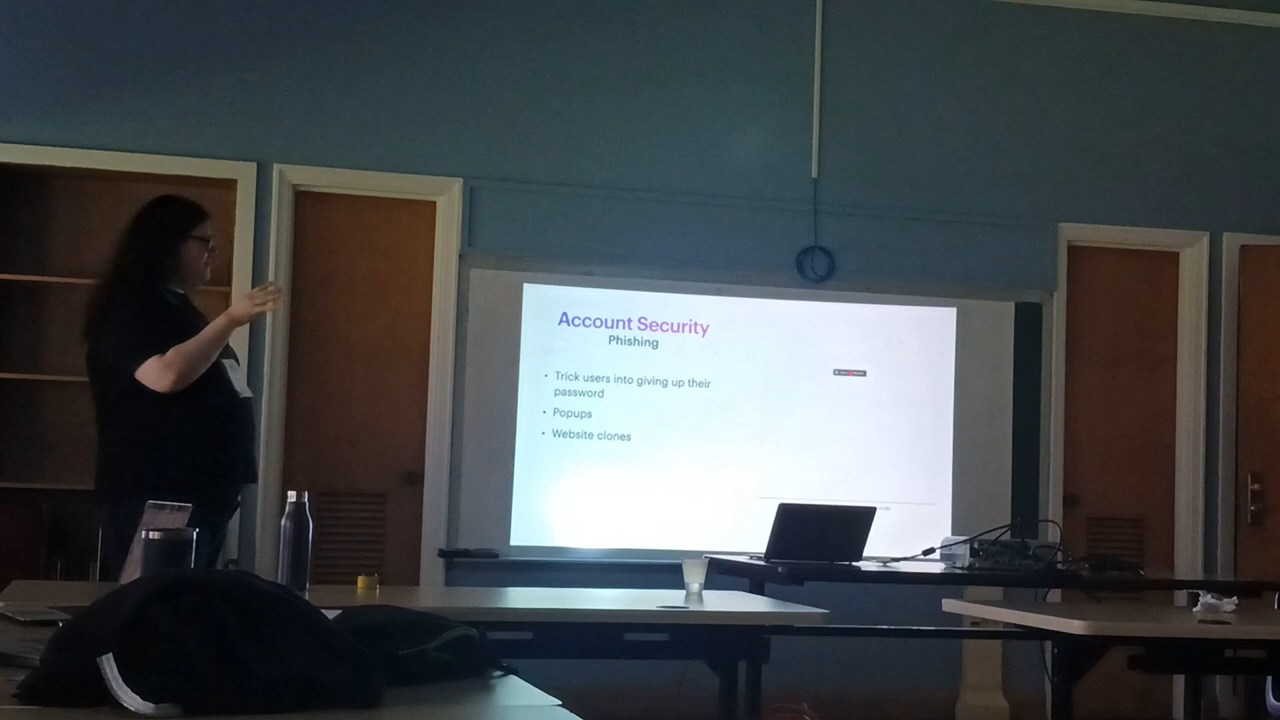 Account Security
Phishing
• Trick users into giving up their
password
• Popups
• Website clones